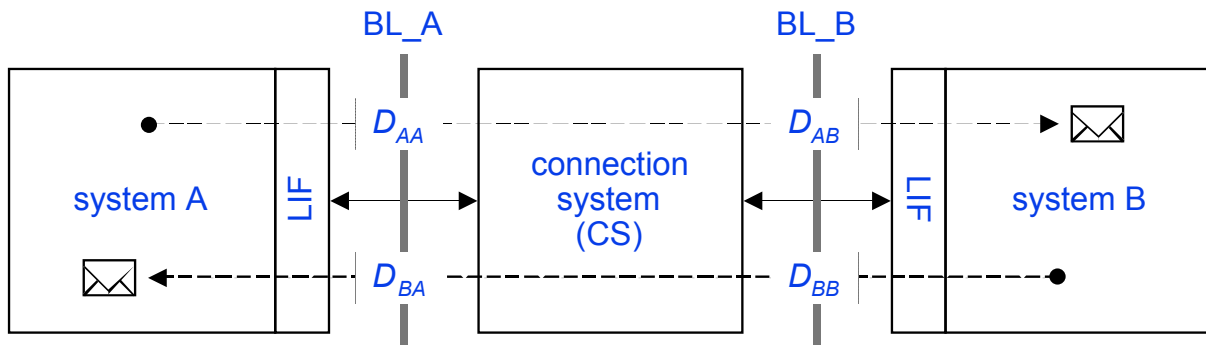 BL_A
BL_B
D_AA
D_AB
system A
LIF
connection
system
(CS)
LIF
system B
D_BA
D_BB